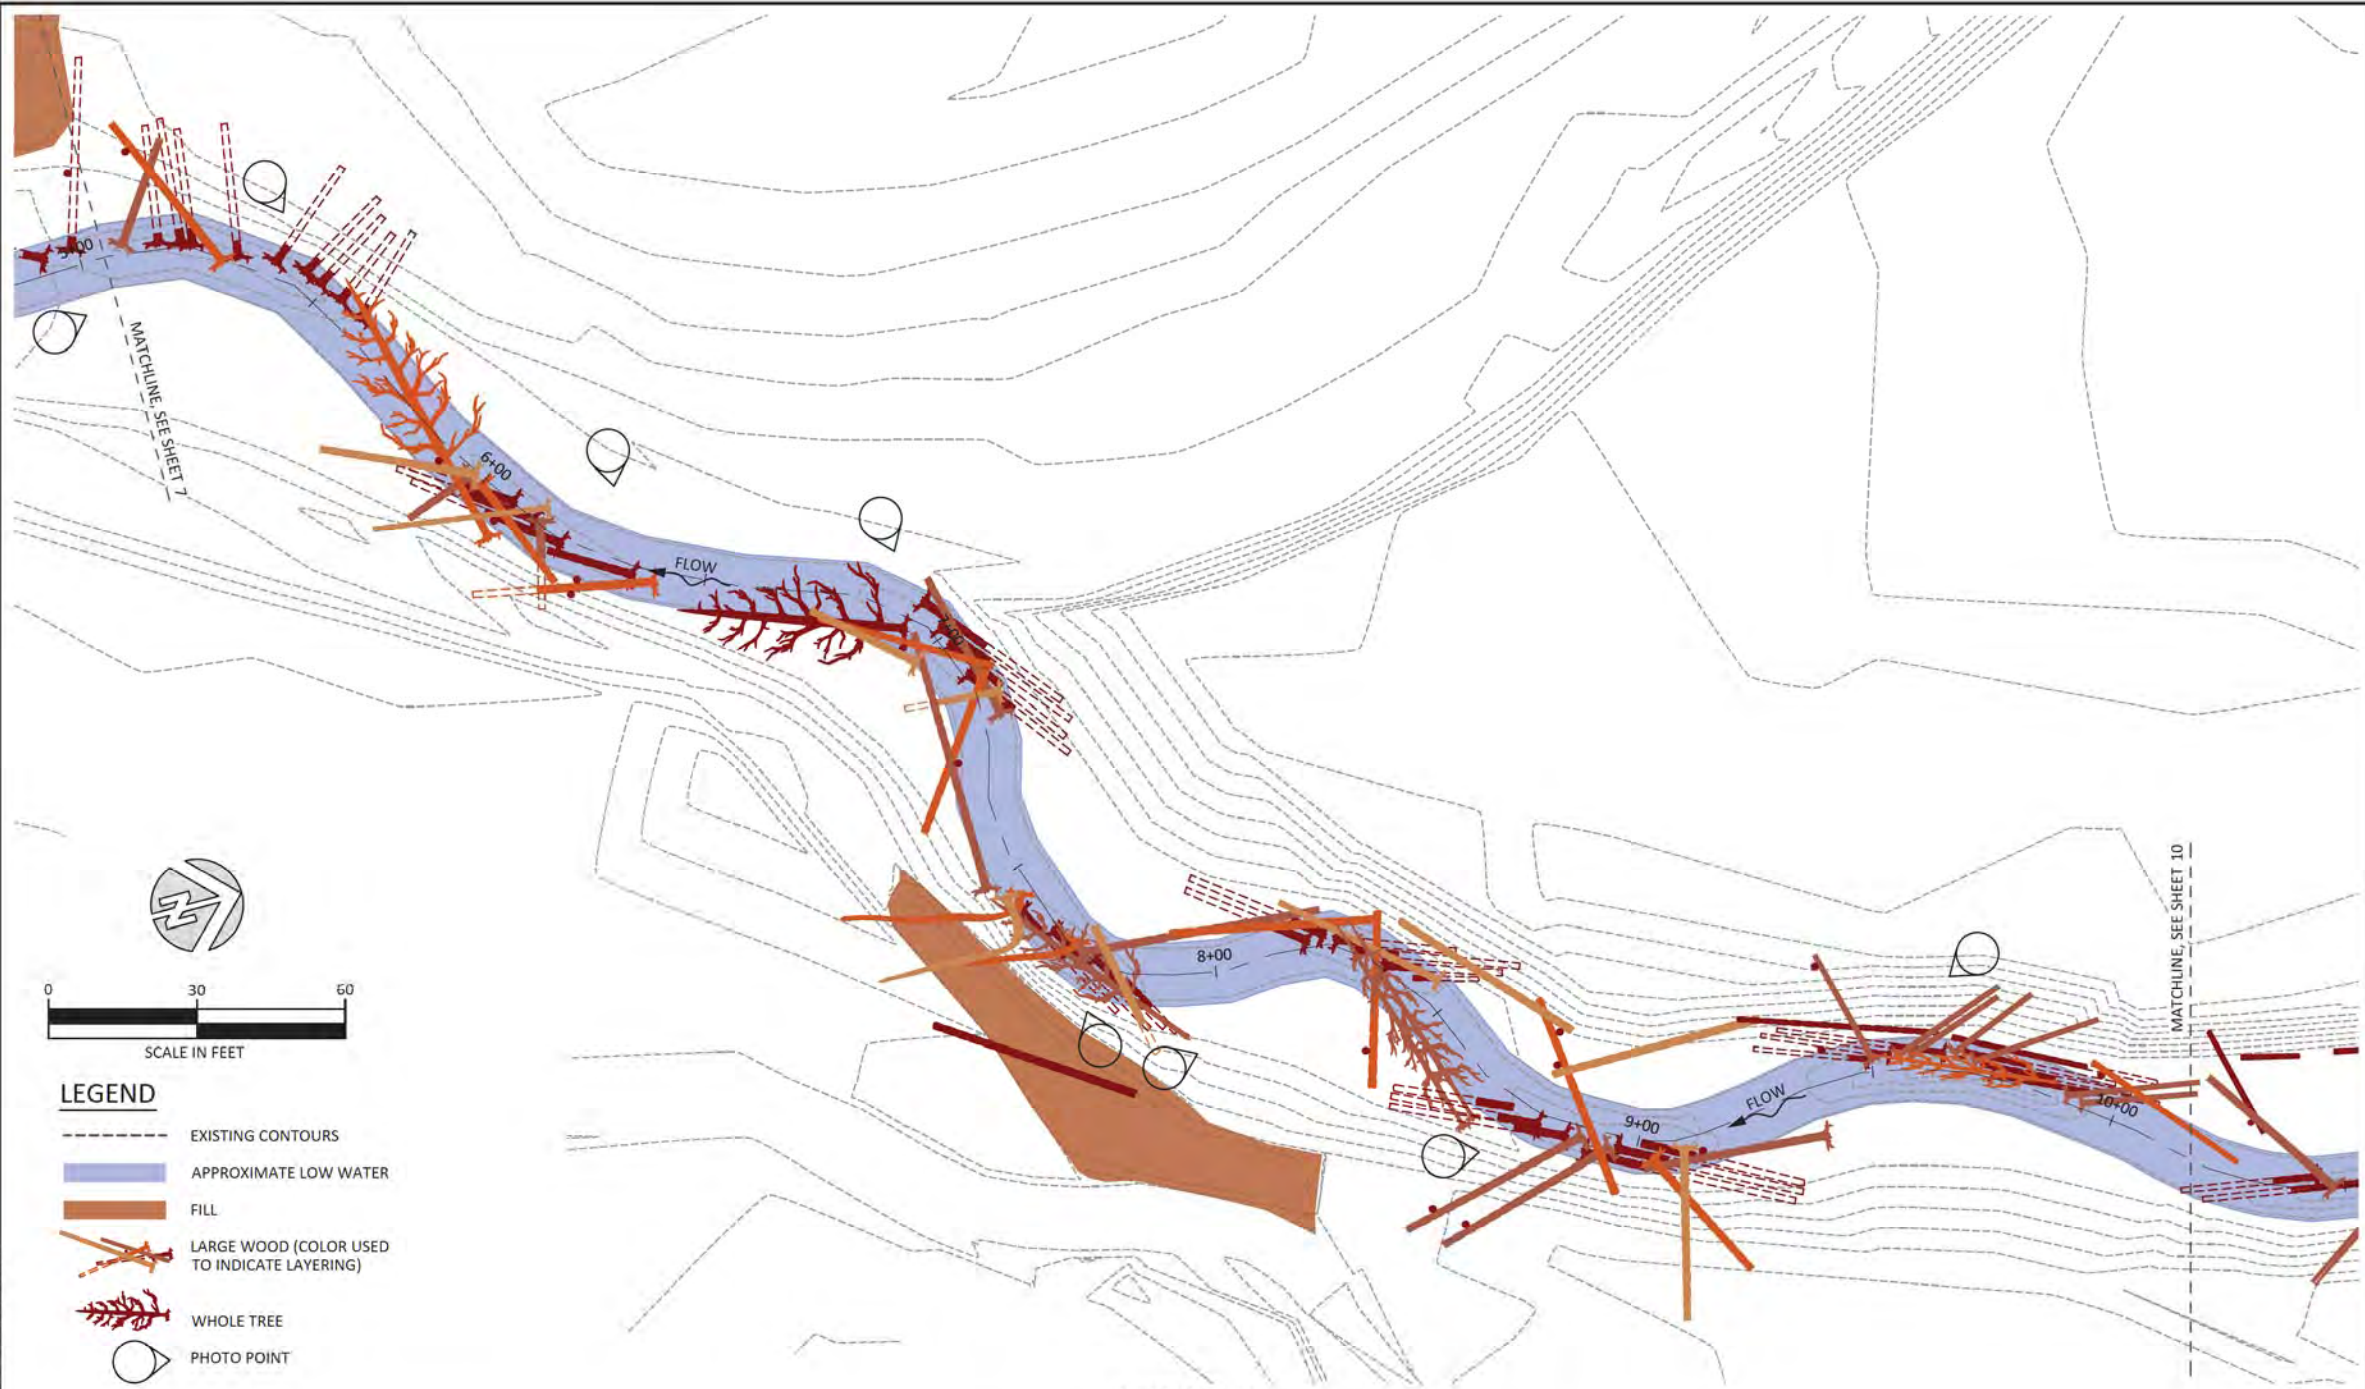 5+00
MATCHLINE, SEE SHEET 7
6+00
FLOW
7+00
8+00
9+00
FLOW
10+00
MATCHLINE, SEE SHEET 10
N
0 30 60
SCALE IN FEET
LEGEND
EXISTING CONTOURS
APPROXIMATE LOW WATER
FILL
LARGE WOOD (COLOR USED
TO INDICATE LAYERING)
WHOLE TREE
PHOTO POINT